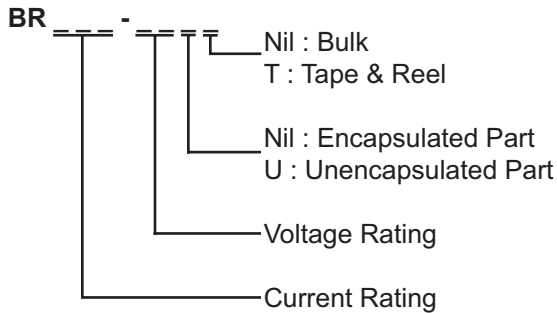 BR _ _ _ - _ _ _ _
Nil : Bulk
T : Tape & Reel
Nil : Encapsulated Part
U : Unencapsulated Part
Voltage Rating
Current Rating